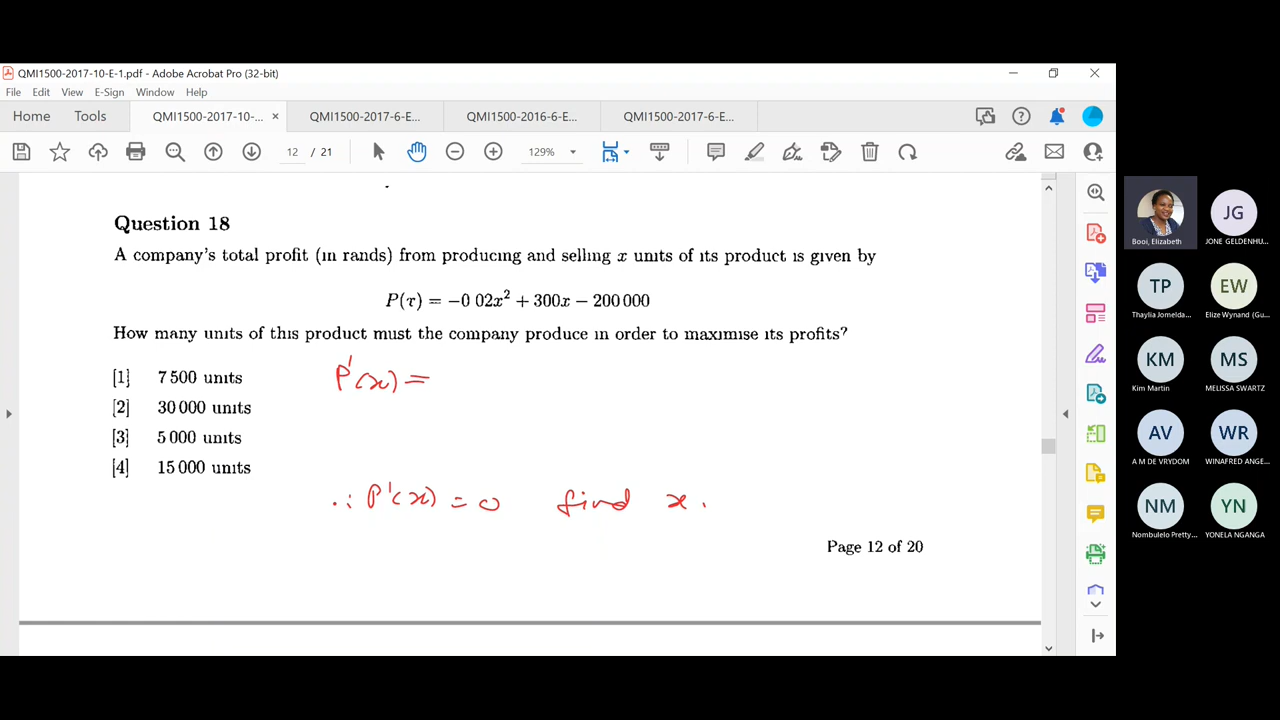 QMI1500-2017-10-E-1.pdf - Adobe Acrobat Pro (32-bit)
File Edit View E-Sign Window Help
Home Tools QMI1500-2017-10-... × QMI1500-2017-6-E... QMI1500-2016-6-E... QMI1500-2017-6-E...
12 / 21 129%
Question 18
A company's total profit (in rands) from producing and selling x units of its product is given by
P(x) = −0 02x² + 300x − 200 000
How many units of this product must the company produce in order to maximise its profits?
[1] 7 500 units
P'(x) =
[2] 30 000 units
[3] 5 000 units
[4] 15 000 units
∴ P'(x) = 0 find x.
Page 12 of 20
Booi, Elizabeth
JG
JONE GELDENHU...
TP
Thaylia Jomelda...
EW
Elize Wynand (Gu...
KM
Kim Martin
MS
MELISSA SWARTZ
AV
A M DE VRYDOM
WR
WINAFRED ANGE...
NM
Nombulelo Pretty...
YN
YONELA NGANGA